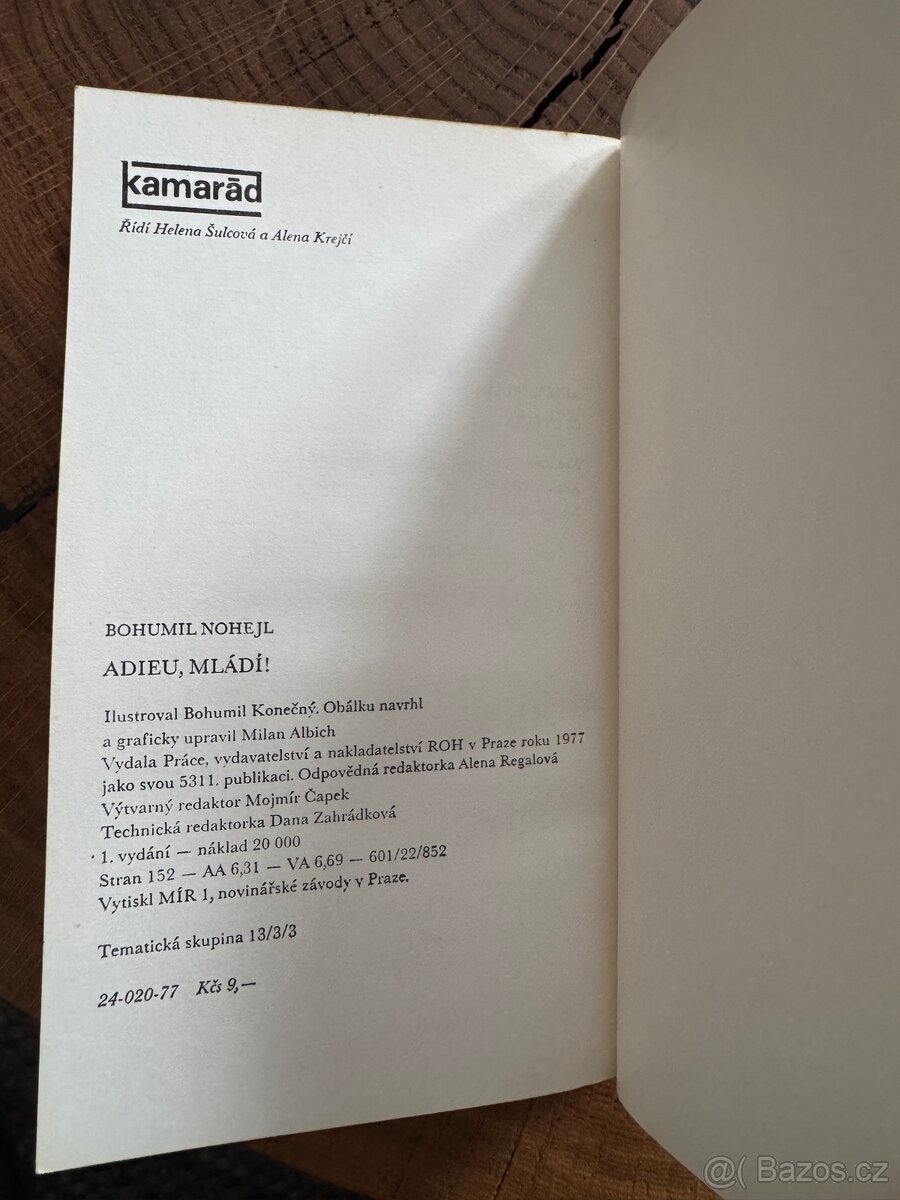 kamarād
Řídí Helena Šulcová a Alena Krejčí
BOHUMIL NOHEJL
ADIEU, MLÁDÍ!
Ilustroval Bohumil Konečný. Obálku navrhl
a graficky upravil Milan Albich
Vydala Práce, vydavatelství a nakladatelství ROH v Praze roku 1977
jako svou 5311. publikaci. Odpovědná redaktorka Alena Regalová
Výtvarný redaktor Mojmír Čapek
Technická redaktorka Dana Zahrádková
1. vydání — náklad 20 000
Stran 152 — AA 6,31 — VA 6,69 — 601/22/852
Vytiskl MÍR 1, novinářské závody v Praze.
Tematická skupina 13/3/3
24-020-77 Kčs 9,—
@( Bazos.cz